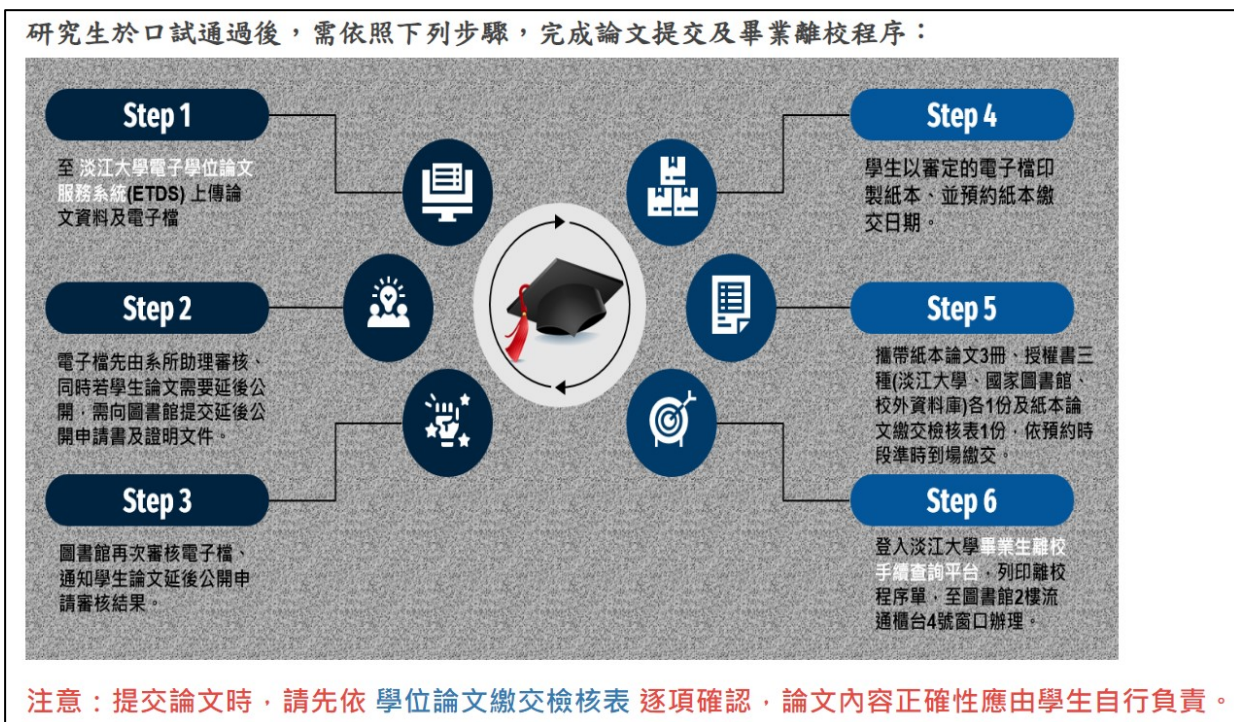 研究生於口試通過後，需依照下列步驟，完成論文提交及畢業離校程序：
Step 1
至 淡江大學電子學位論文
服務系統(ETDS) 上傳論
文資料及電子檔
Step 2
電子檔先由系所助理審核、
同時若學生論文需要延後公
開，需向圖書館提交延後公
開申請書及證明文件。
Step 3
圖書館再次審核電子檔、
通知學生論文延後公開申
請審核結果。
Step 4
學生以審定的電子檔印
製紙本、並預約紙本繳
交日期。
Step 5
攜帶紙本論文3冊、授權書三
種(淡江大學、國家圖書館、
校外資料庫)各1份及紙本論
文繳交檢核表1份，依預約時
段準時到場繳交。
Step 6
登入淡江大學畢業生離校
手續查詢平台，列印離校
程序單，至圖書館2樓流
通櫃台4號窗口辦理。
注意：提交論文時，請先依 學位論文繳交檢核表 逐項確認，論文內容正確性應由學生自行負責。